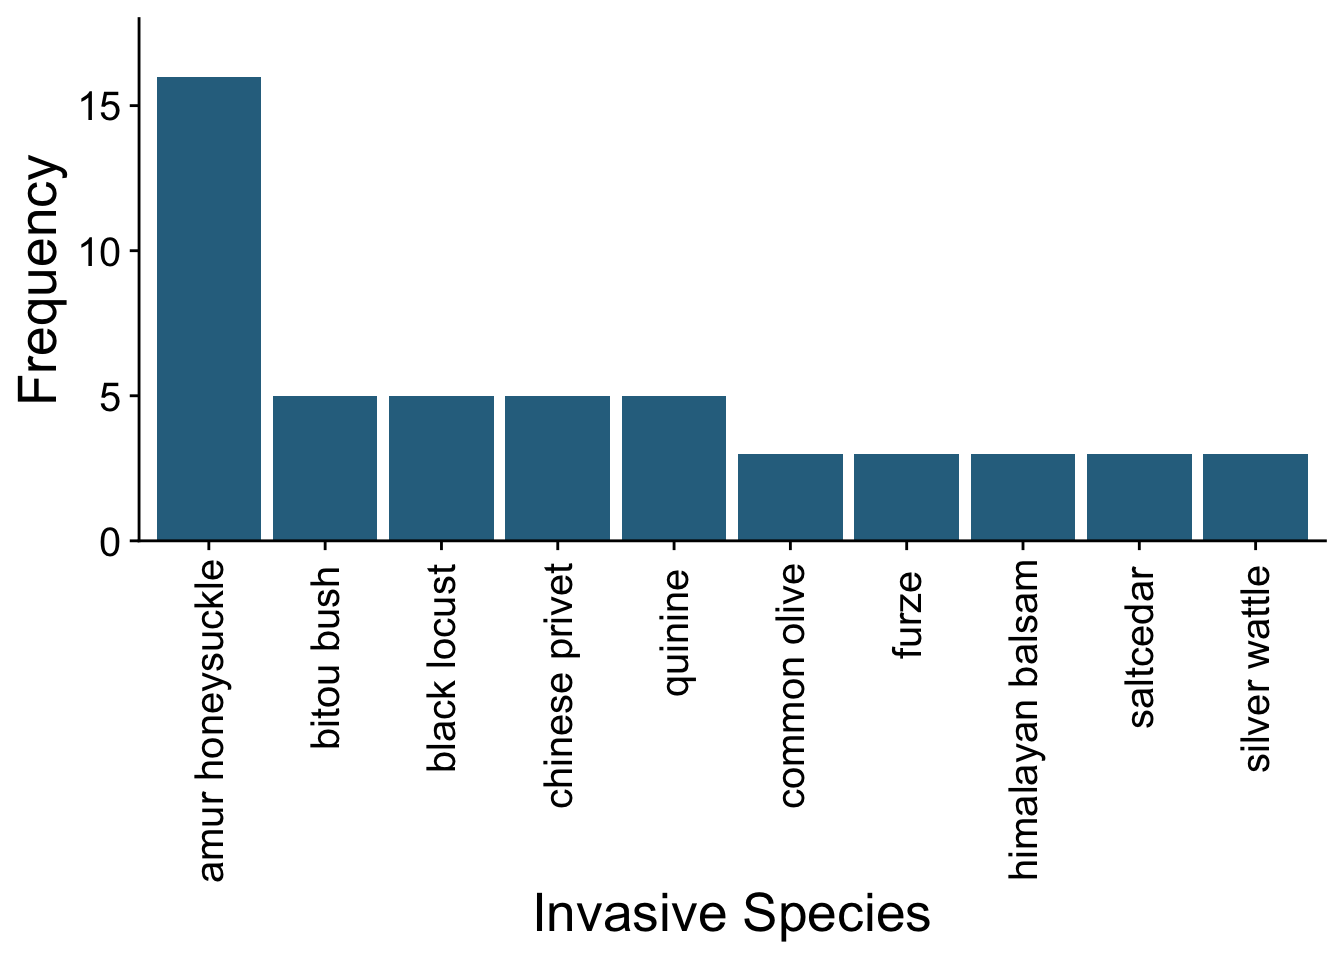 Frequency
15
10
5
0
amur honeysuckle
bitou bush
black locust
chinese privet
quinine
common olive
furze
himalayan balsam
saltcedar
silver wattle
Invasive Species